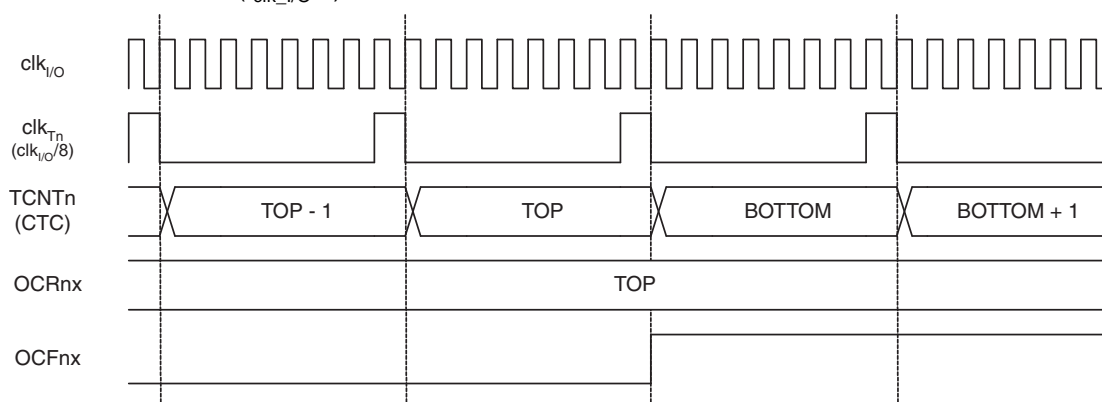 clk_I/O
clk_Tn
(clk_I/O/8)
TCNTn
(CTC)
TOP - 1
TOP
BOTTOM
BOTTOM + 1
OCRnx
TOP
OCFnx